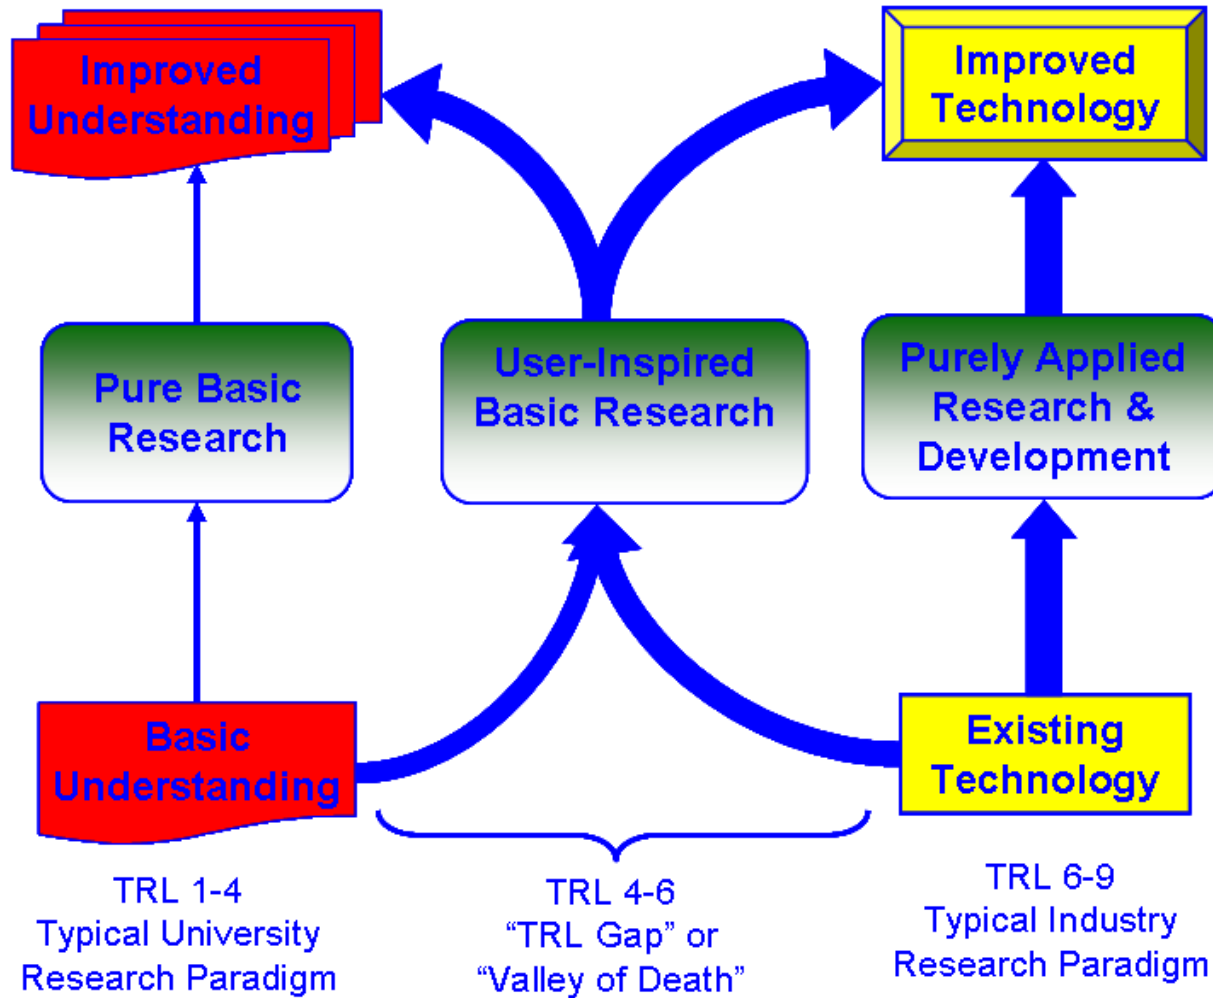 Improved
Understanding
Improved
Technology
Pure Basic
Research
User-Inspired
Basic Research
Purely Applied
Research &
Development
Basic
Understanding
Existing
Technology
TRL 1-4
Typical University
Research Paradigm
TRL 4-6
“TRL Gap” or
“Valley of Death”
TRL 6-9
Typical Industry
Research Paradigm